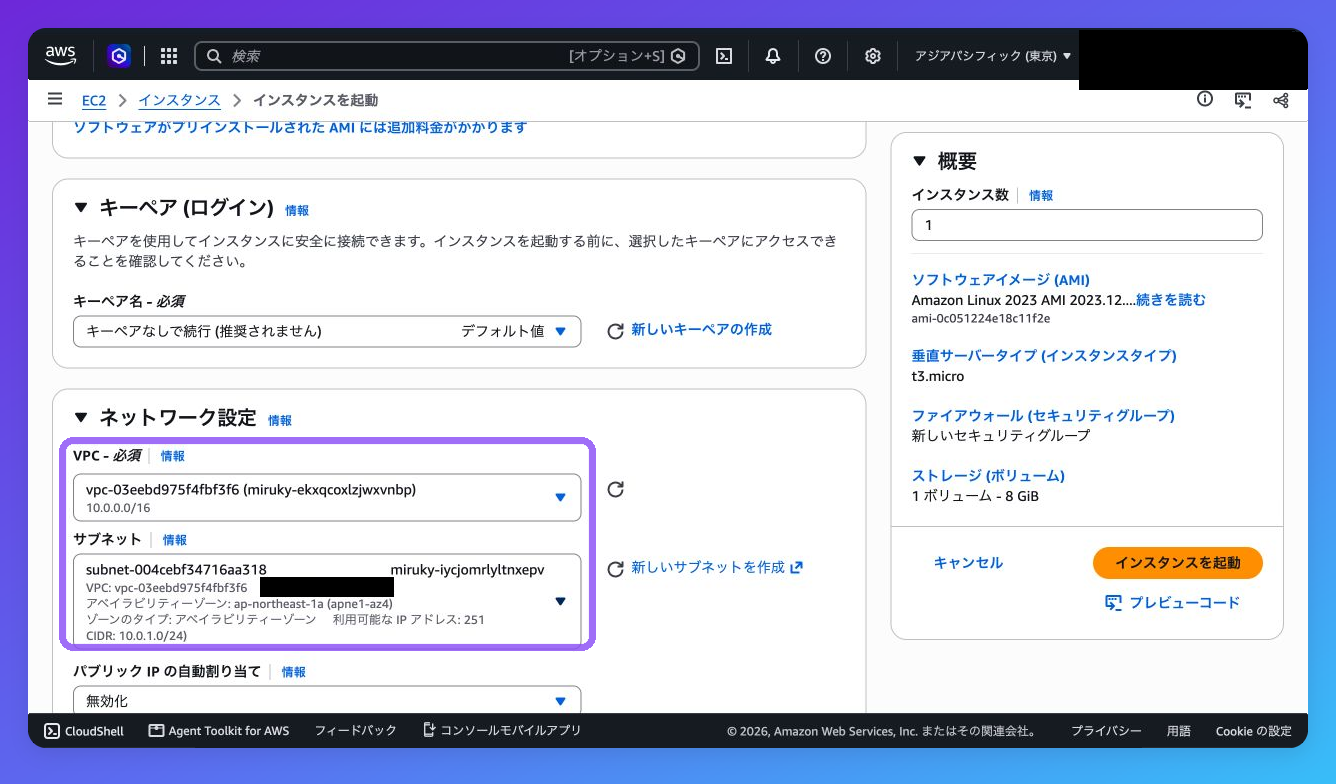 aws
検索 [オプション+S]
アジアパシフィック (東京)
EC2 インスタンス インスタンスを起動
ソフトウェアがプリインストールされた AMI には追加料金がかかります
キーペア (ログイン) 情報
キーペアを使用してインスタンスに安全に接続できます。インスタンスを起動する前に、選択したキーペアにアクセスでき
ることを確認してください。
キーペア名 - 必須
キーペアなしで続行 (推奨されません) デフォルト値
新しいキーペアの作成
ネットワーク設定 情報
VPC - 必須 情報
vpc-03eebd975f4fbf3f6 (miruky-ekxqcoxlzjwxvnbp)
10.0.0.0/16
サブネット 情報
subnet-004cebf34716aa318 miruky-iycjomrlyltnxepv
VPC: vpc-03eebd975f4fbf3f6
アベイラビリティーゾーン: ap-northeast-1a (apne1-az4)
ゾーンのタイプ: アベイラビリティーゾーン 利用可能な IP アドレス: 251
CIDR: 10.0.1.0/24)
新しいサブネットを作成
パブリック IP の自動割り当て 情報
無効化
概要
インスタンス数 情報
1
ソフトウェアイメージ (AMI)
Amazon Linux 2023 AMI 2023.12....続きを読む
ami-0c051224e18c11f2e
垂直サーバータイプ (インスタンスタイプ)
t3.micro
ファイアウォール (セキュリティグループ)
新しいセキュリティグループ
ストレージ (ボリューム)
1 ボリューム - 8 GiB
キャンセル
インスタンスを起動
プレビューコード
CloudShell Agent Toolkit for AWS フィードバック コンソールモバイルアプリ
© 2026, Amazon Web Services, Inc. またはその関連会社。 プライバシー 用語 Cookie の設定